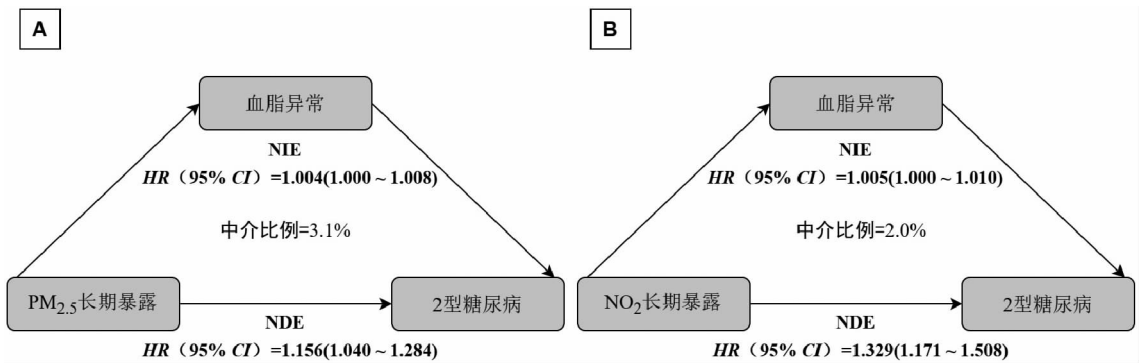 A
血脂异常
NIE
HR（95% CI）=1.004(1.000 ~ 1.008)
中介比例=3.1%
PM2.5长期暴露
2型糖尿病
NDE
HR（95% CI）=1.156(1.040 ~ 1.284)
B
血脂异常
NIE
HR（95% CI）=1.005(1.000 ~ 1.010)
中介比例=2.0%
NO2长期暴露
2型糖尿病
NDE
HR（95% CI）=1.329(1.171 ~ 1.508)